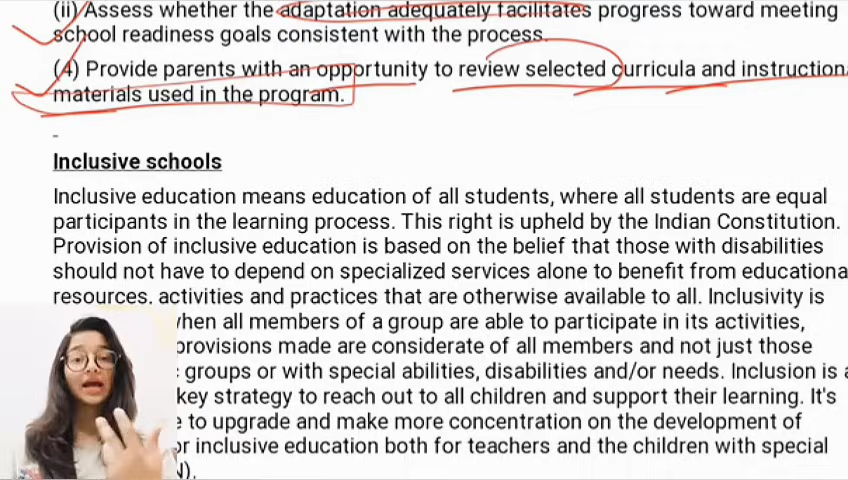 (ii) Assess whether the adaptation adequately facilitates progress toward meeting
school readiness goals consistent with the process.
(4) Provide parents with an opportunity to review selected curricula and instruction
materials used in the program.
Inclusive schools
Inclusive education means education of all students, where all students are equal
participants in the learning process. This right is upheld by the Indian Constitution.
Provision of inclusive education is based on the belief that those with disabilities
should not have to depend on specialized services alone to benefit from educationa
resources, activities and practices that are otherwise available to all. Inclusivity is
when all members of a group are able to participate in its activities,
provisions made are considerate of all members and not just those
groups or with special abilities, disabilities and/or needs. Inclusion is a
key strategy to reach out to all children and support their learning. It's
to upgrade and make more concentration on the development of
or inclusive education both for teachers and the children with special